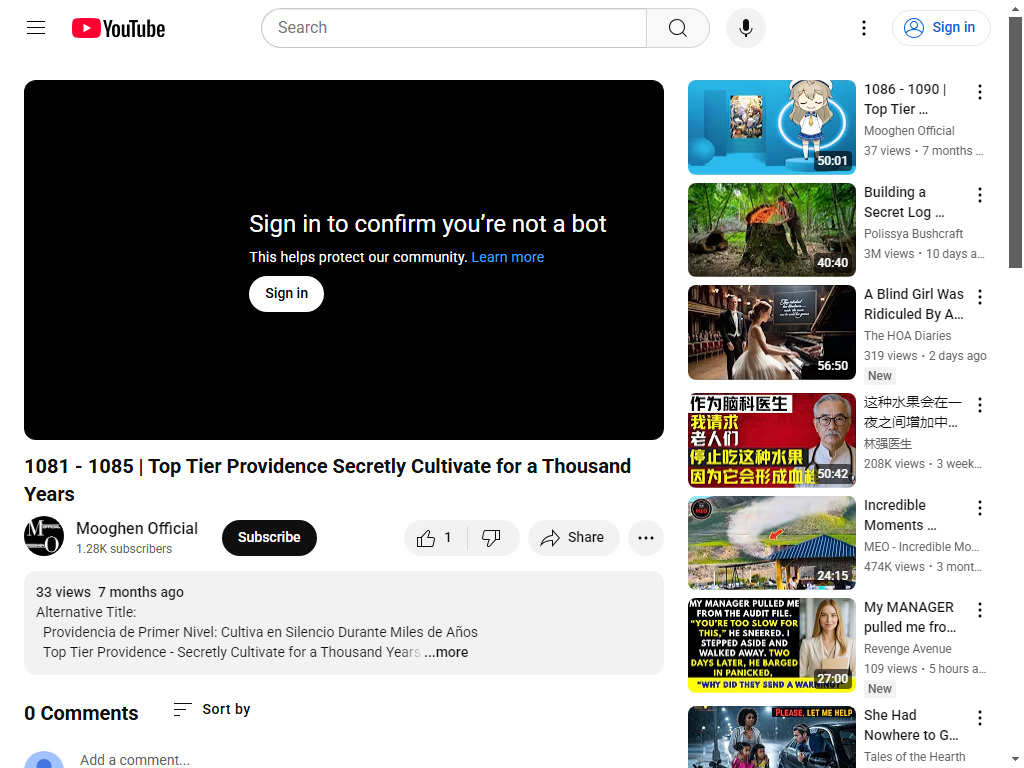 YouTube
Search
Sign in
Sign in to confirm you’re not a bot
This helps protect our community. Learn more
Sign in
1081 - 1085 | Top Tier Providence Secretly Cultivate for a Thousand
Years
Mooghen Official
1.28K subscribers
Subscribe
1
Share
33 views 7 months ago
Alternative Title:
Providencia de Primer Nivel: Cultiva en Silencio Durante Miles de Años
Top Tier Providence - Secretly Cultivate for a Thousand Years ...more
0 Comments
Sort by
Add a comment...
50:01
1086 - 1090 |
Top Tier ...
Mooghen Official
37 views • 7 months ...
40:40
Building a
Secret Log ...
Polissya Bushcraft
3M views • 10 days a...
56:50
A Blind Girl Was
Ridiculed By A...
The HOA Diaries
319 views • 2 days ago
New
作为脑科医生
我请求
老人们
停止吃这种水果
因为它会形成血
50:42
这种水果会在一
夜之间增加中...
林强医生
208K views • 3 week...
MEO
24:15
Incredible
Moments ...
MEO - Incredible Mo...
474K views • 3 mont...
MY MANAGER PULLED ME
FROM THE AUDIT FILE.
"YOU'RE TOO SLOW FOR
THIS," HE SNEERED. I
STEPPED ASIDE AND
WALKED AWAY. TWO
DAYS LATER, HE BARGED
IN PANICKED,
"WHY DID THEY SEND A WARNING?"
27:00
My MANAGER
pulled me fro...
Revenge Avenue
109 views • 5 hours a...
New
PLEASE, LET ME HELP
She Had
Nowhere to G...
Tales of the Hearth